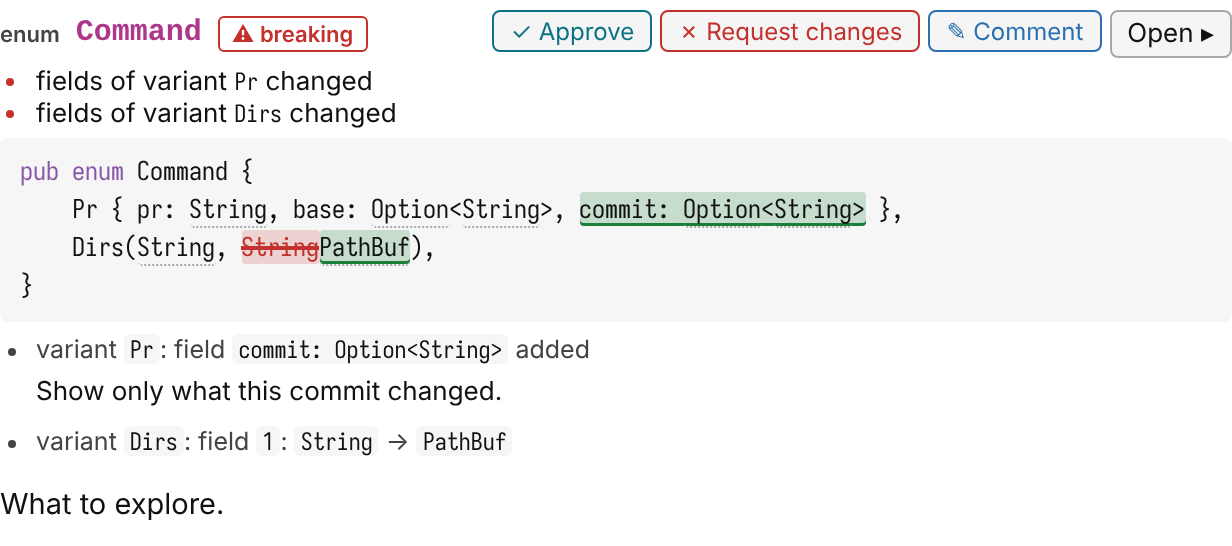 enum Command ⚠ breaking ✓ Approve × Request changes ✎ Comment Open ▸
• fields of variant Pr changed
• fields of variant Dirs changed
pub enum Command {
    Pr { pr: String, base: Option<String>, commit: Option<String> },
    Dirs(String, StringPathBuf),
}
• variant Pr: field commit: Option<String> added
Show only what this commit changed.
• variant Dirs: field 1: String → PathBuf
What to explore.